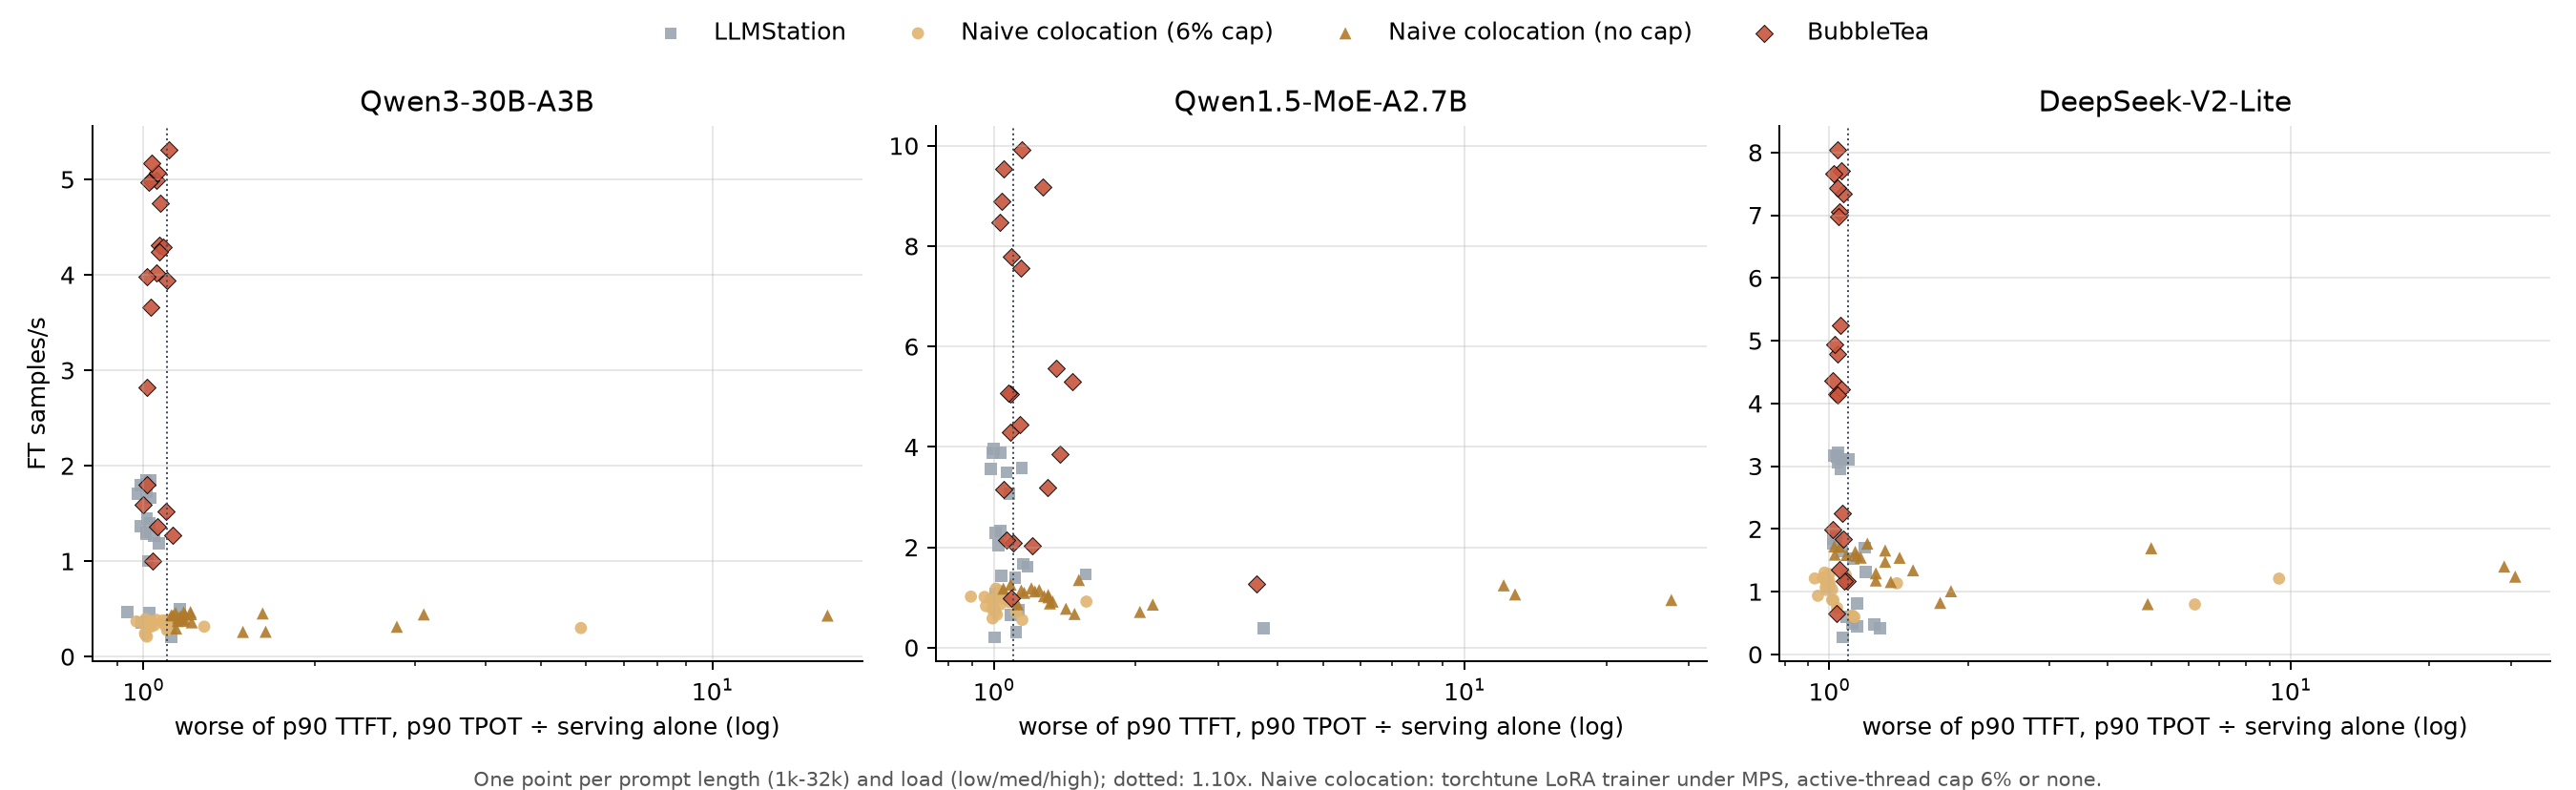 LLMStation
Naive colocation (6% cap)
Naive colocation (no cap)
BubbleTea
Qwen3-30B-A3B
Qwen1.5-MoE-A2.7B
DeepSeek-V2-Lite
FT samples/s
5
4
3
2
1
0
10⁰
10¹
worse of p90 TTFT, p90 TPOT ÷ serving alone (log)
10
8
6
4
2
0
10⁰
10¹
worse of p90 TTFT, p90 TPOT ÷ serving alone (log)
8
7
6
5
4
3
2
1
0
10⁰
10¹
worse of p90 TTFT, p90 TPOT ÷ serving alone (log)
One point per prompt length (1k-32k) and load (low/med/high); dotted: 1.10x. Naive colocation: torchtune LoRA trainer under MPS, active-thread cap 6% or none.